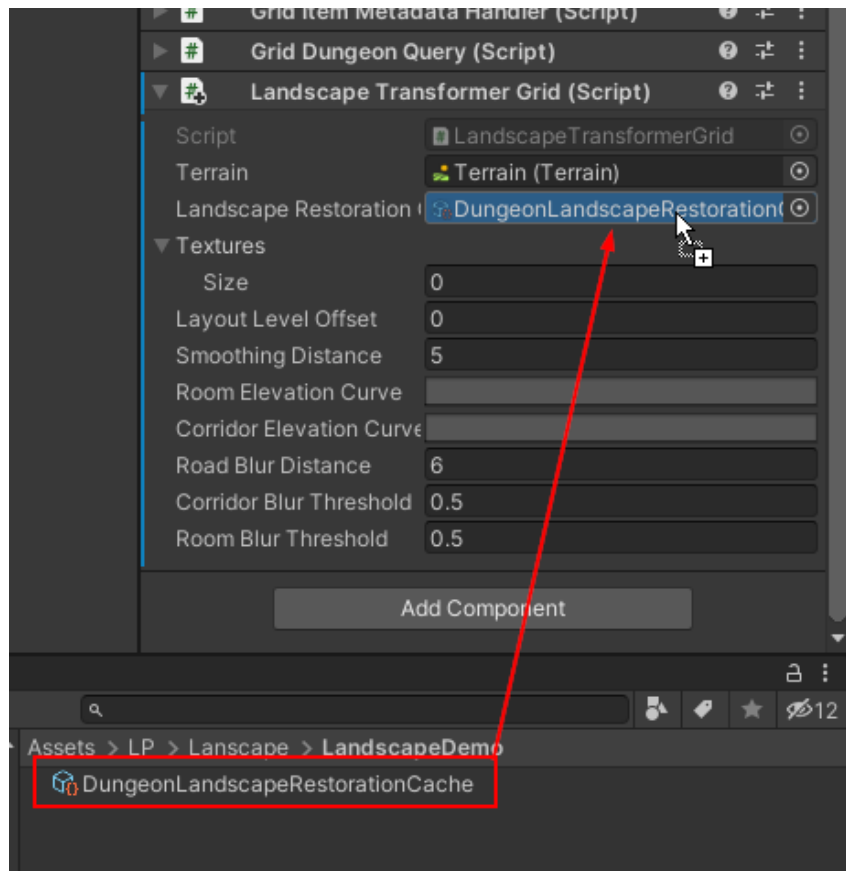 Grid Item Metadata Handler (Script)
Grid Dungeon Query (Script)
Landscape Transformer Grid (Script)
Script LandscapeTransformerGrid
Terrain Terrain (Terrain)
Landscape Restoration DungeonLandscapeRestoration
Textures
Size 0
Layout Level Offset 0
Smoothing Distance 5
Room Elevation Curve
Corridor Elevation Curve
Road Blur Distance 6
Corridor Blur Threshold 0.5
Room Blur Threshold 0.5
Add Component
12
Assets > LP > Lanscape > LandscapeDemo
DungeonLandscapeRestorationCache